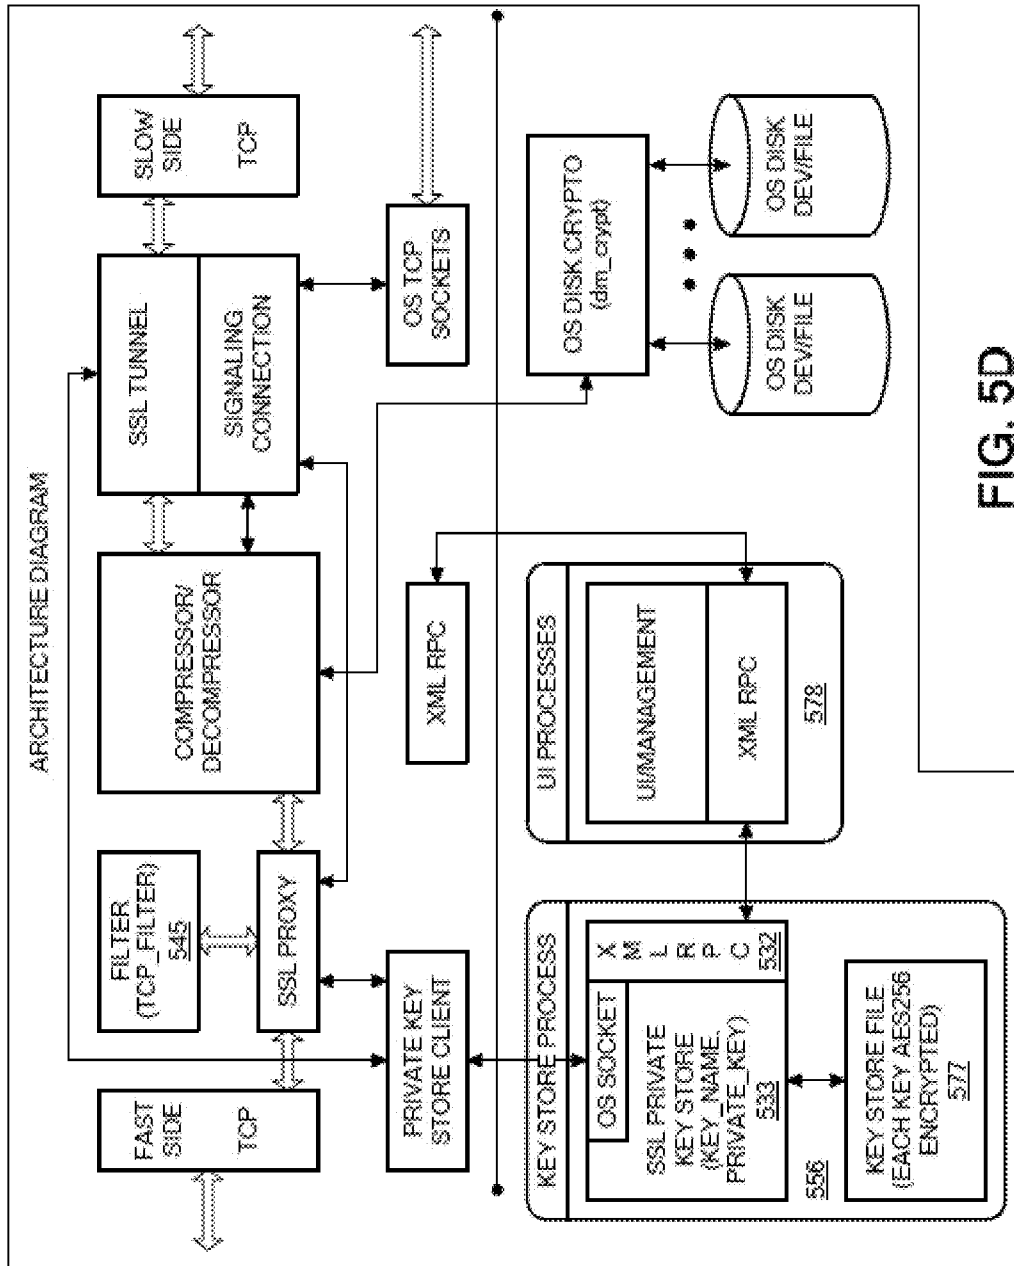 ARCHITECTURE DIAGRAM
FAST
SIDE
TCP
FILTER
(TCP_FILTER)
545
SSL PROXY
COMPRESSOR/
DECOMPRESSOR
SSL TUNNEL
SIGNALING
CONNECTION
SLOW
SIDE
TCP
PRIVATE KEY
STORE CLIENT
XML RPC
OS TCP
SOCKETS
KEY STORE PROCESS
OS SOCKET
SSL PRIVATE
KEY STORE
(KEY_NAME,
PRIVATE_KEY)
533
X
M
L
R
P
C
532
556
KEY STORE FILE
(EACH KEY AES256
ENCRYPTED)
577
UI PROCESSES
UI/MANAGEMENT
XML RPC
578
OS DISK CRYPTO
(dm_crypt)
OS DISK
DEV/FILE
OS DISK
DEV/FILE
FIG. 5D